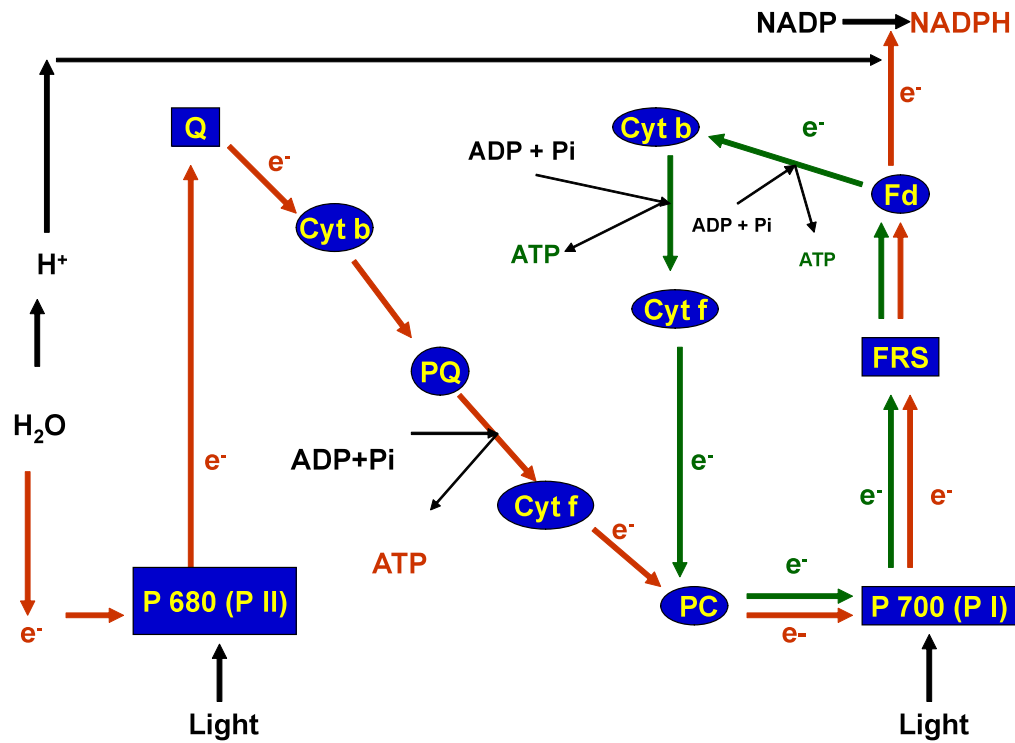 NADP
NADPH
e-
Q
e-
Cyt b
e-
ADP + Pi
Cyt b
Fd
ADP + Pi
ATP
ATP
H+
Cyt f
FRS
PQ
H2O
e-
ADP+Pi
e-
e-
e-
Cyt f
e-
ATP
e-
P 680 (P II)
PC
P 700 (P I)
e-
e-
Light
Light